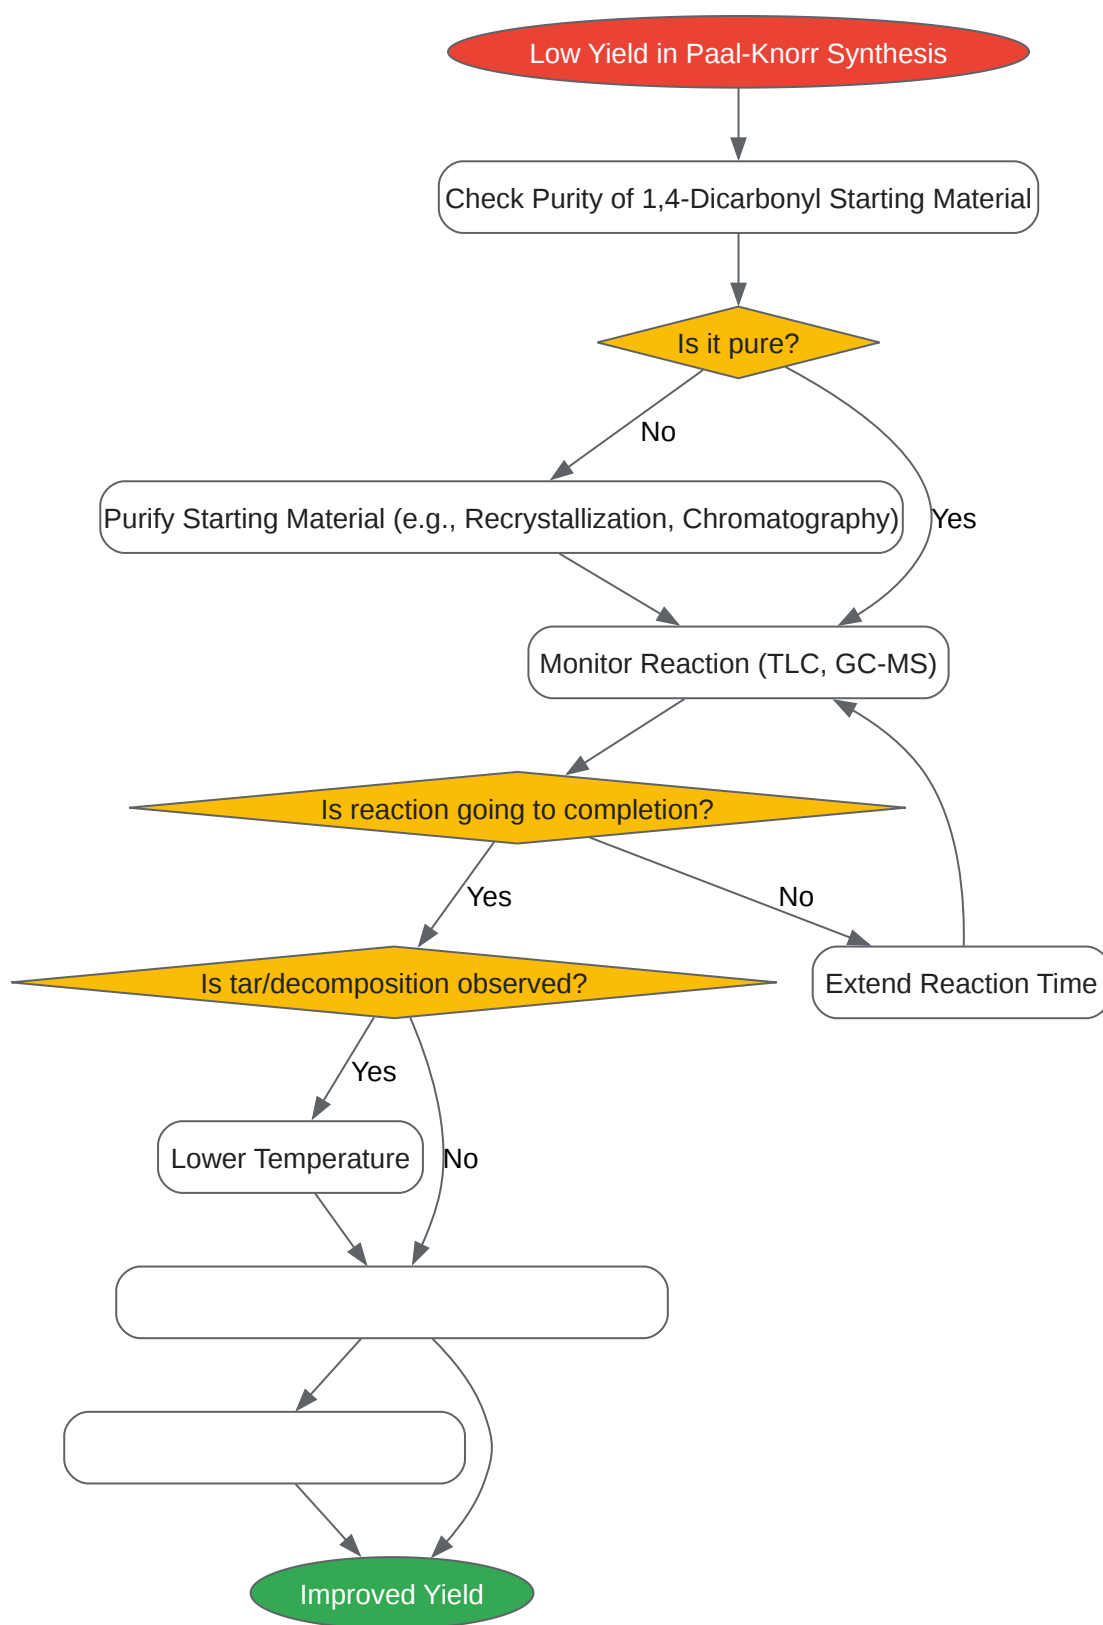 Low Yield in Paal-Knorr Synthesis
Check Purity of 1,4-Dicarbonyl Starting Material
Is it pure?
No
Purify Starting Material (e.g., Recrystallization, Chromatography)
Yes
Monitor Reaction (TLC, GC-MS)
Is reaction going to completion?
Yes
No
Is tar/decomposition observed?
Extend Reaction Time
Yes
Lower Temperature
No
Improved Yield